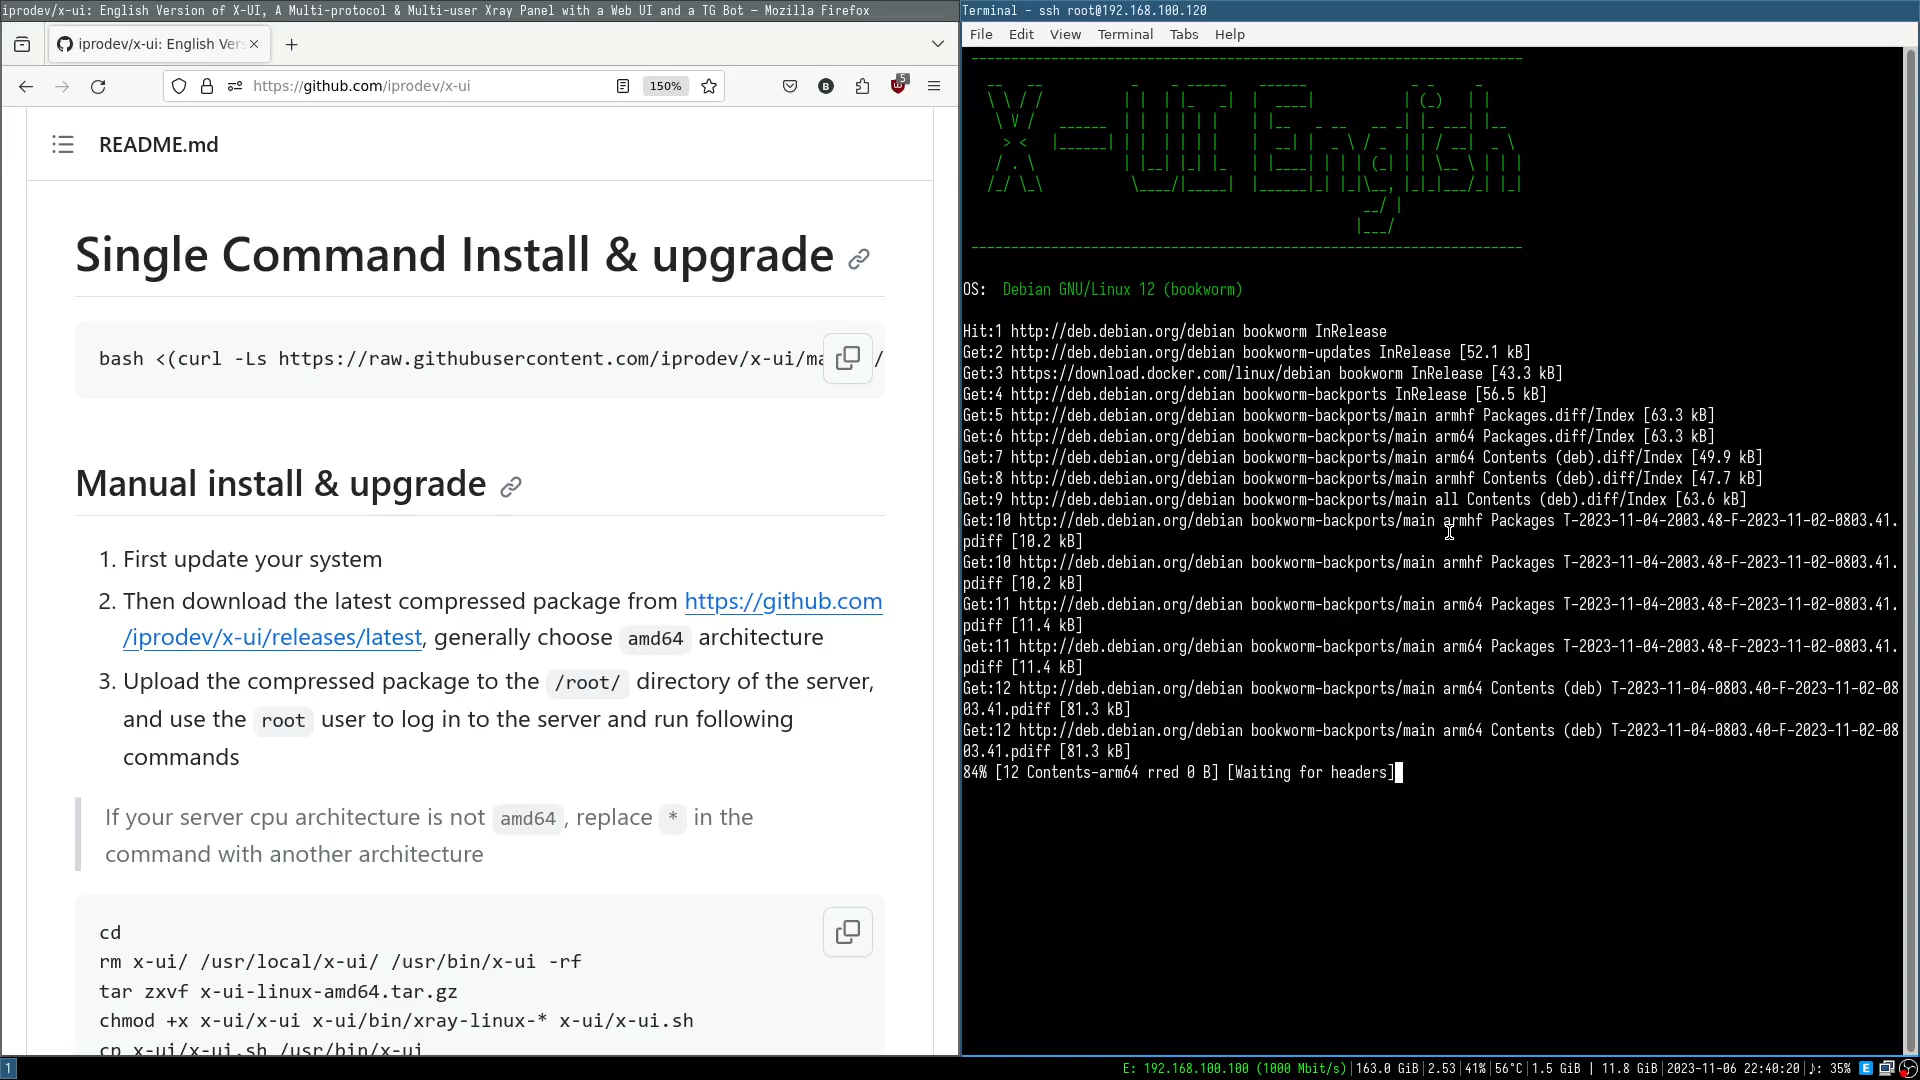 iprodev/x-ui: English Version of X-UI, A Multi-protocol & Multi-user Xray Panel with a Web UI and a TG Bot — Mozilla Firefox
iprodev/x-ui: English Vers
https://github.com/iprodev/x-ui
150%
5
README.md
Single Command Install & upgrade
bash <(curl -Ls https://raw.githubusercontent.com/iprodev/x-ui/ma /
Manual install & upgrade
1. First update your system
2. Then download the latest compressed package from https://github.com
/iprodev/x-ui/releases/latest, generally choose amd64 architecture
3. Upload the compressed package to the /root/ directory of the server,
and use the root user to log in to the server and run following
commands
If your server cpu architecture is not amd64, replace * in the
command with another architecture
cd
rm x-ui/ /usr/local/x-ui/ /usr/bin/x-ui -rf
tar zxvf x-ui-linux-amd64.tar.gz
chmod +x x-ui/x-ui x-ui/bin/xray-linux-* x-ui/x-ui.sh
cp x-ui/x-ui.sh /usr/bin/x-ui
Terminal - ssh root@192.168.100.120
File Edit View Terminal Tabs Help
X-UI English
OS: Debian GNU/Linux 12 (bookworm)
Hit:1 http://deb.debian.org/debian bookworm InRelease
Get:2 http://deb.debian.org/debian bookworm-updates InRelease [52.1 kB]
Get:3 https://download.docker.com/linux/debian bookworm InRelease [43.3 kB]
Get:4 http://deb.debian.org/debian bookworm-backports InRelease [56.5 kB]
Get:5 http://deb.debian.org/debian bookworm-backports/main armhf Packages.diff/Index [63.3 kB]
Get:6 http://deb.debian.org/debian bookworm-backports/main arm64 Packages.diff/Index [63.3 kB]
Get:7 http://deb.debian.org/debian bookworm-backports/main arm64 Contents (deb).diff/Index [49.9 kB]
Get:8 http://deb.debian.org/debian bookworm-backports/main armhf Contents (deb).diff/Index [47.7 kB]
Get:9 http://deb.debian.org/debian bookworm-backports/main all Contents (deb).diff/Index [63.6 kB]
Get:10 http://deb.debian.org/debian bookworm-backports/main armhf Packages T-2023-11-04-2003.48-F-2023-11-02-0803.41.
pdiff [10.2 kB]
Get:10 http://deb.debian.org/debian bookworm-backports/main armhf Packages T-2023-11-04-2003.48-F-2023-11-02-0803.41.
pdiff [10.2 kB]
Get:11 http://deb.debian.org/debian bookworm-backports/main arm64 Packages T-2023-11-04-2003.48-F-2023-11-02-0803.41.
pdiff [11.4 kB]
Get:11 http://deb.debian.org/debian bookworm-backports/main arm64 Packages T-2023-11-04-2003.48-F-2023-11-02-0803.41.
pdiff [11.4 kB]
Get:12 http://deb.debian.org/debian bookworm-backports/main arm64 Contents (deb) T-2023-11-04-0803.40-F-2023-11-02-08
03.41.pdiff [81.3 kB]
Get:12 http://deb.debian.org/debian bookworm-backports/main arm64 Contents (deb) T-2023-11-04-0803.40-F-2023-11-02-08
03.41.pdiff [81.3 kB]
84% [12 Contents-arm64 rred 0 B] [Waiting for headers]
1
E: 192.168.100.100 (1000 Mbit/s)|163.0 GiB|2.53|41%|56°C|1.5 GiB | 11.8 GiB|2023-11-06 22:40:20|♪: 35%
E